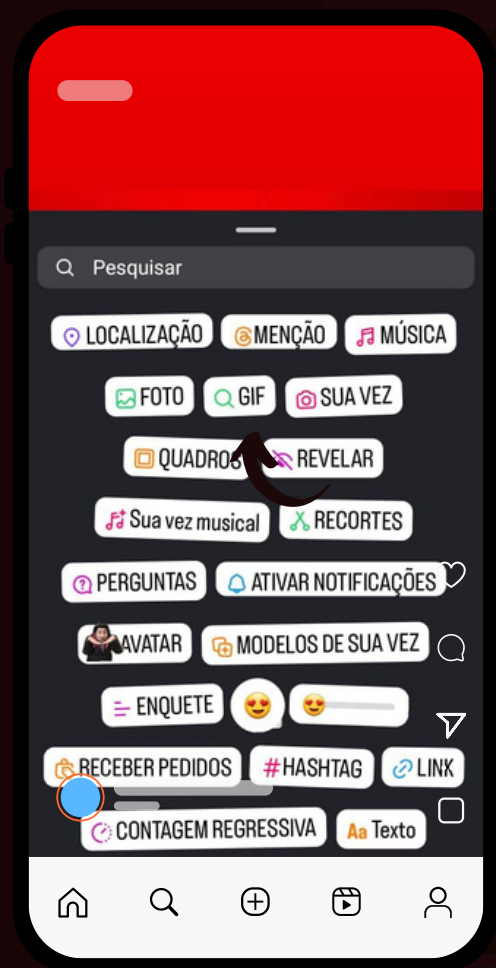 Pesquisar
LOCALIZAÇÃO MENÇÃO MÚSICA
FOTO GIF SUA VEZ
QUADROS REVELAR
Sua vez musical RECORTES
PERGUNTAS ATIVAR NOTIFICAÇÕES
AVATAR MODELOS DE SUA VEZ
ENQUETE
RECEBER PEDIDOS #HASHTAG LINK
CONTAGEM REGRESSIVA Aa Texto